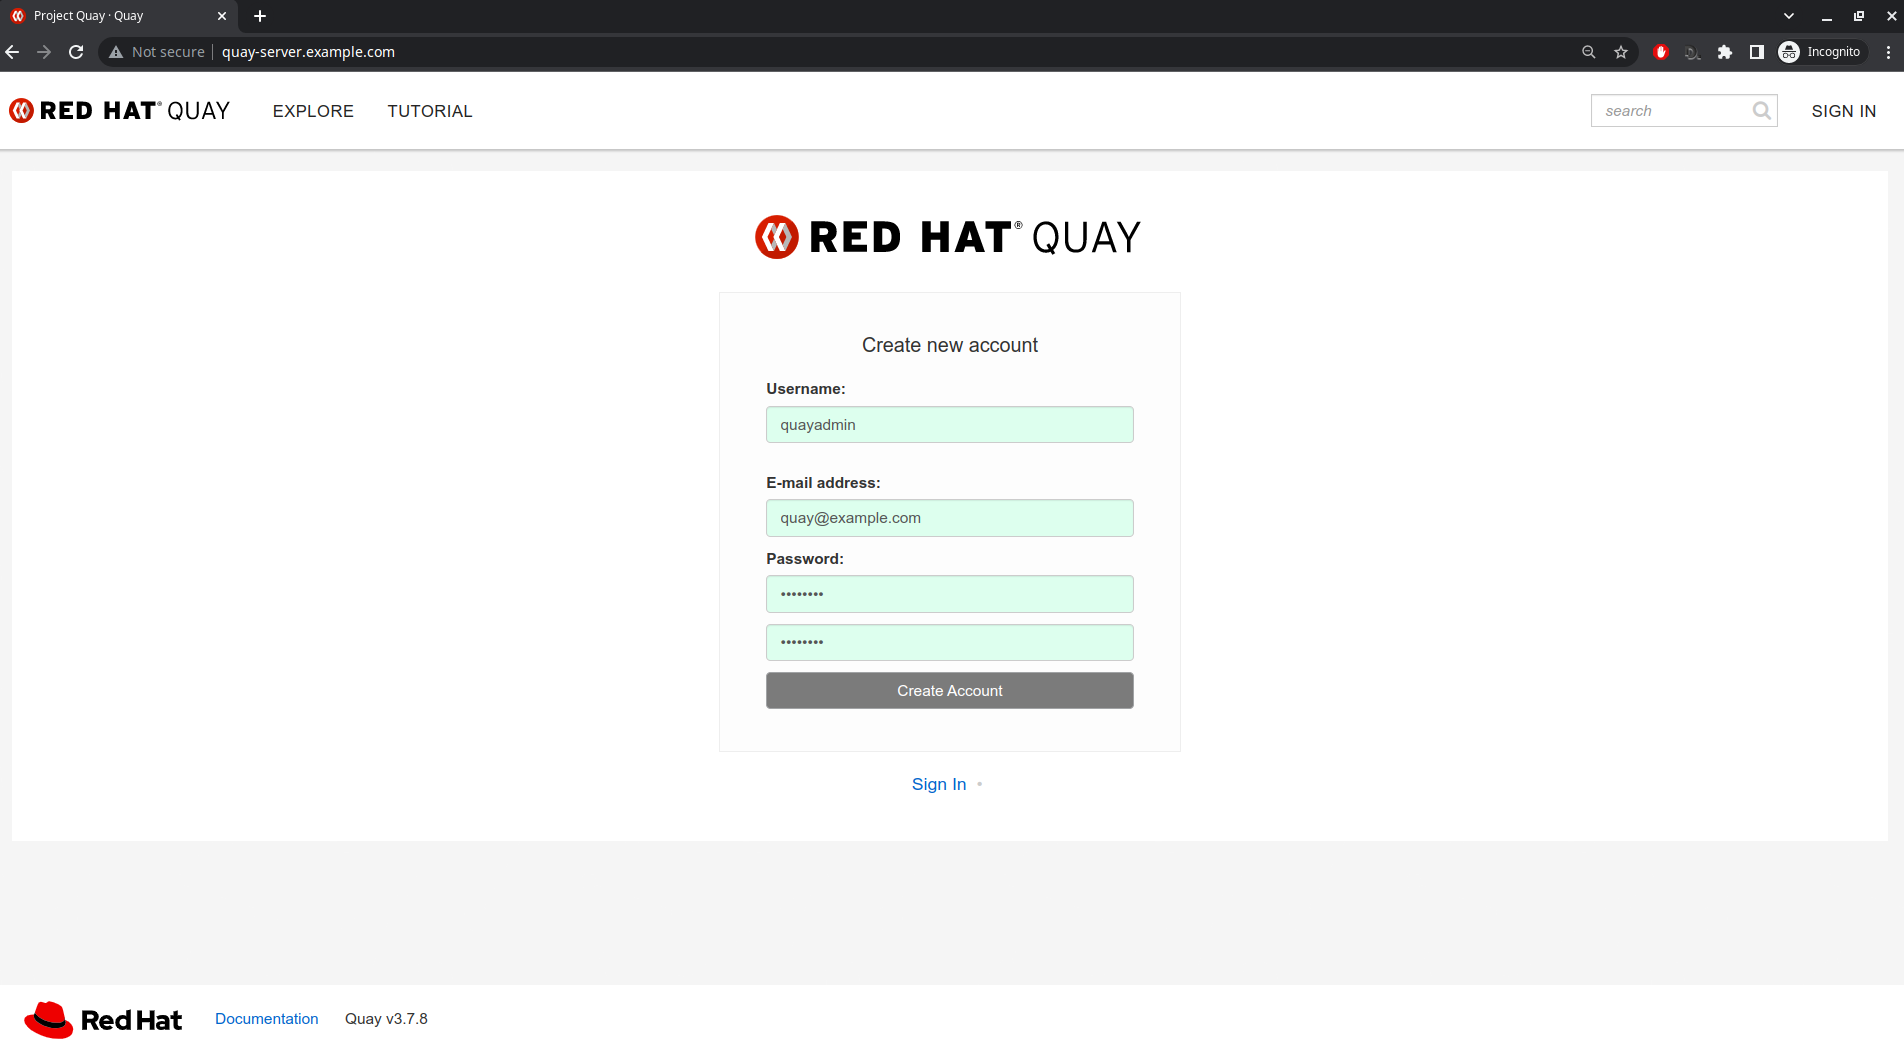 Project Quay · Quay
Not secure quay-server.example.com Incognito
RED HAT® QUAY EXPLORE TUTORIAL search SIGN IN
RED HAT® QUAY
Create new account
Username:
quayadmin
E-mail address:
quay@example.com
Password:
••••••••
••••••••
Create Account
Sign In •
Red Hat Documentation Quay v3.7.8